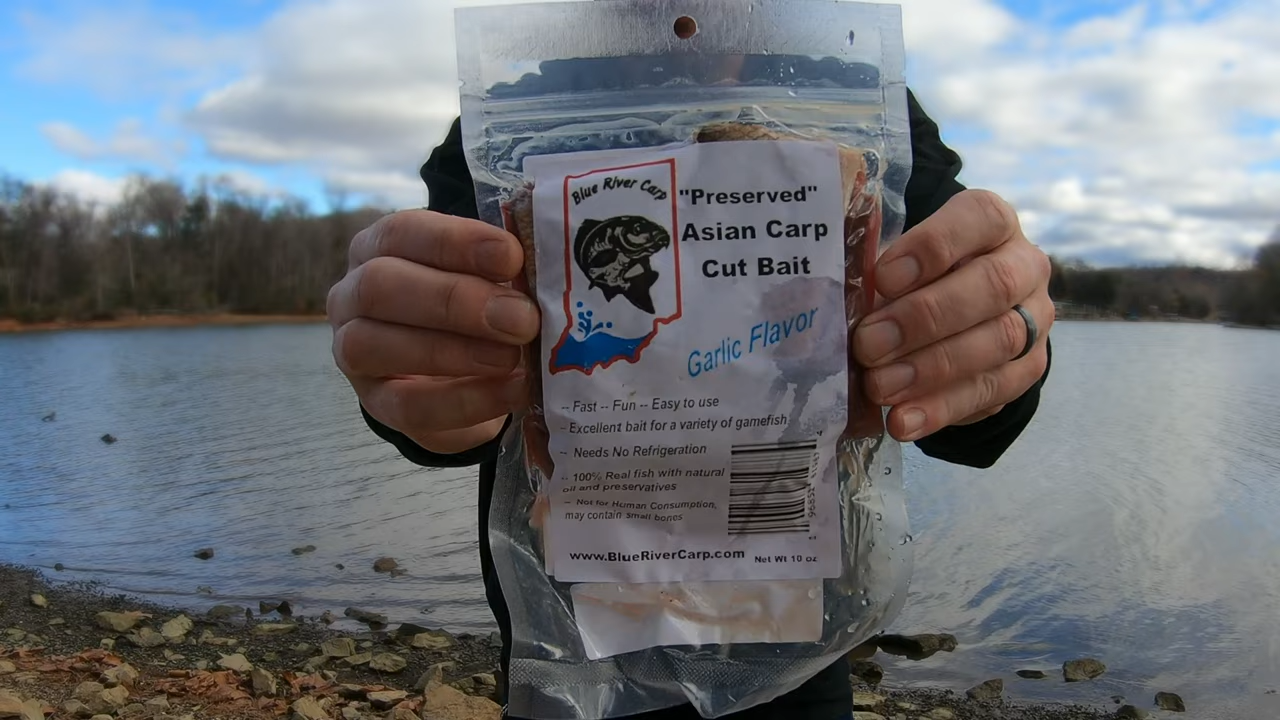 Blue River Carp
"Preserved"
Asian Carp
Cut Bait
Garlic Flavor
-- Fast -- Fun -- Easy to use
- Excellent bait for a variety of gamefish
-- Needs No Refrigeration
-- 100% Real fish with natural
oil and preservatives
-- Not for Human Consumption,
may contain small bones
www.BlueRiverCarp.com Net Wt 10 oz